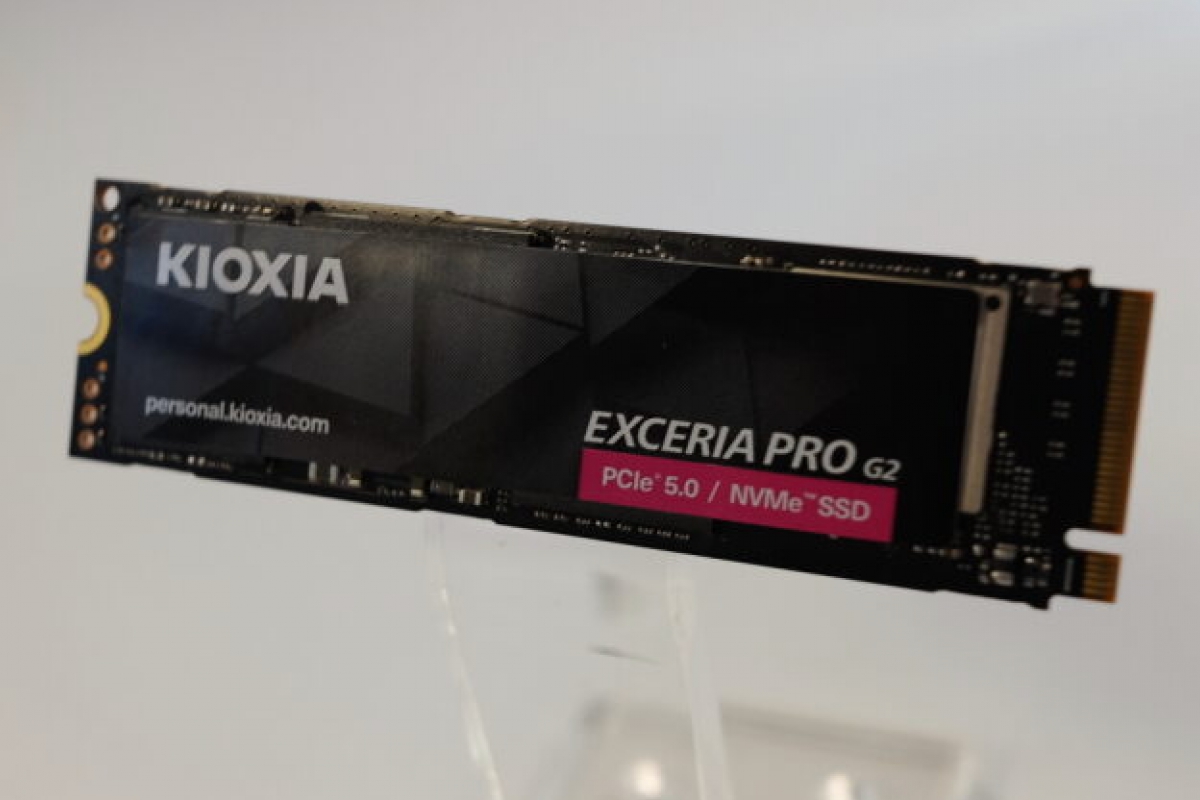 KIOXIA
personal.kioxia.com
EXCERIA PRO G2
PCIe® 5.0 / NVMe™ SSD